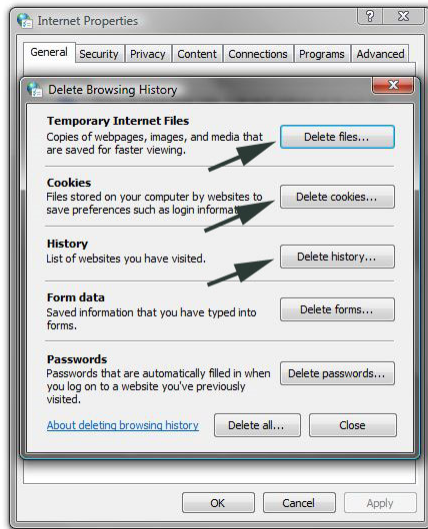 Internet Properties
General Security Privacy Content Connections Programs Advanced
Delete Browsing History
Temporary Internet Files
Copies of webpages, images, and media that
are saved for faster viewing.
Delete files...
Cookies
Files stored on your computer by websites to
save preferences such as login
Delete cookies...
History
List of websites you have visited.
Delete history...
Form data
Saved information that you have typed into
forms.
Delete forms...
Passwords
Passwords that are automatically filled in when
you log on to a website you've previously
visited.
Delete passwords...
About deleting browsing history Delete all... Close
OK Cancel Apply